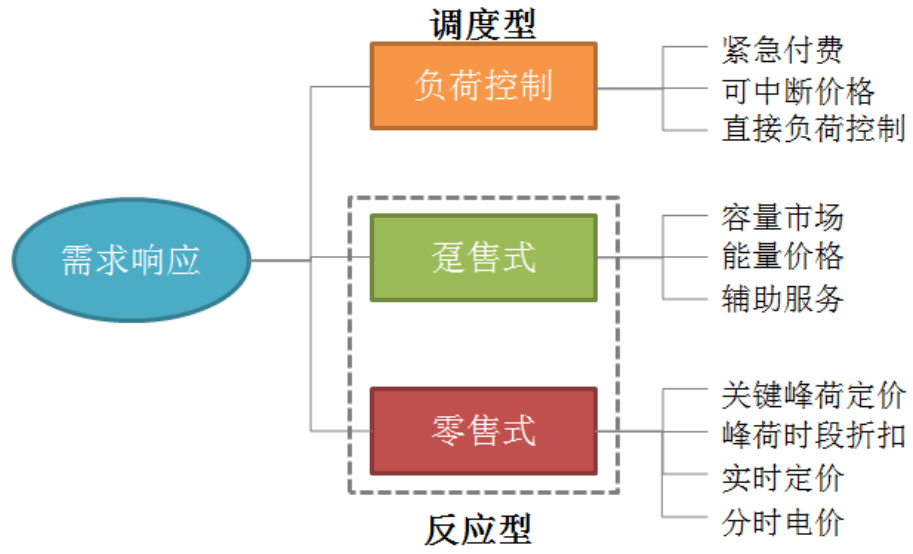 调度型
负荷控制
紧急付费
可中断价格
直接负荷控制
需求响应
趸售式
容量市场
能量价格
辅助服务
零售式
关键峰荷定价
峰荷时段折扣
实时定价
分时电价
反应型